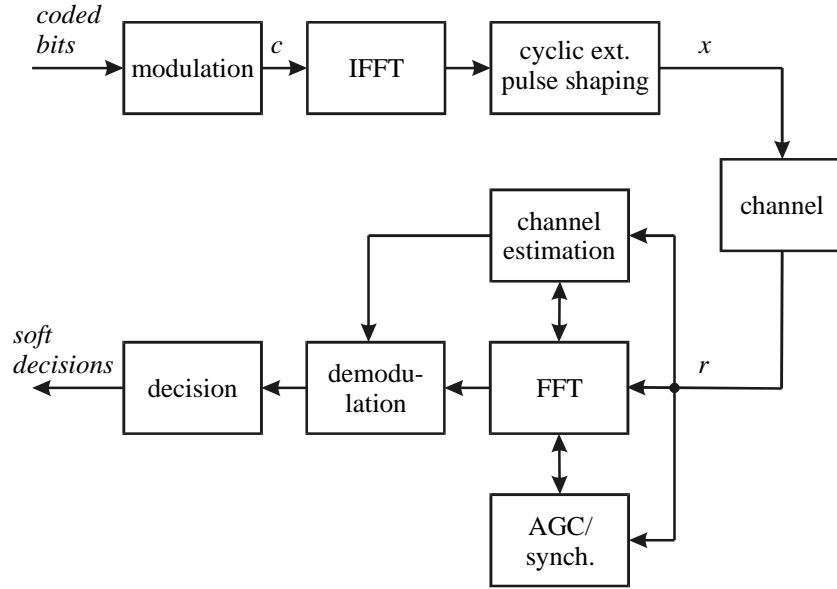 coded
bits
modulation
c
IFFT
cyclic ext.
pulse shaping
x
channel
channel
estimation
soft
decisions
decision
demodu-
lation
FFT
r
AGC/
synch.